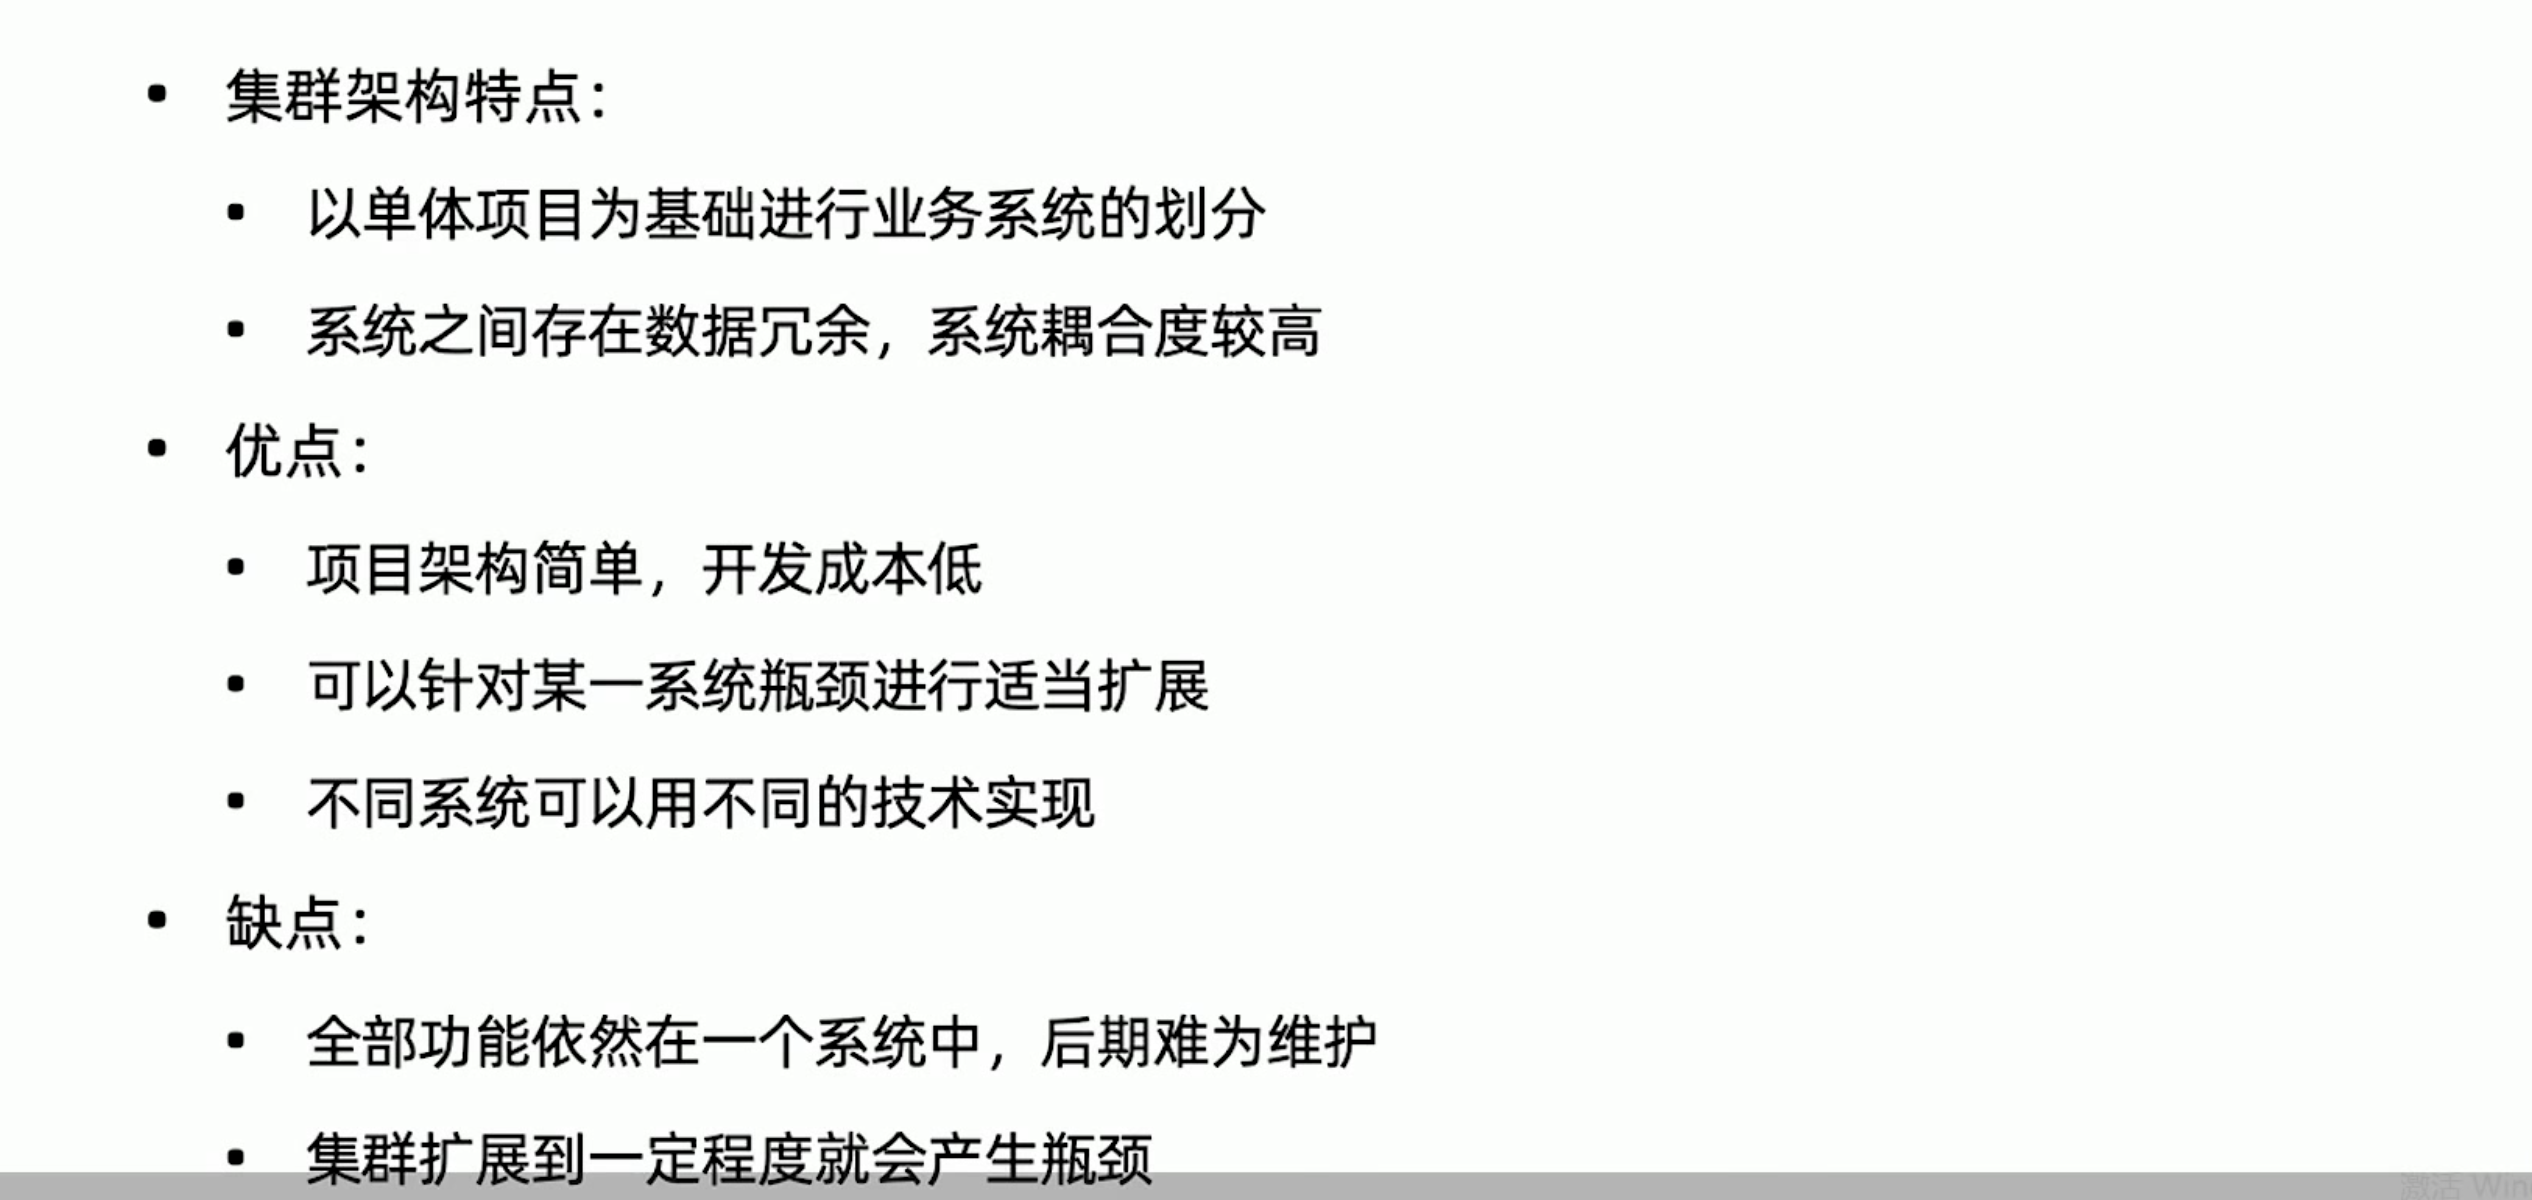 • 集群架构特点：
• 以单体项目为基础进行业务系统的划分
• 系统之间存在数据冗余，系统耦合度较高
• 优点：
• 项目架构简单，开发成本低
• 可以针对某一系统瓶颈进行适当扩展
• 不同系统可以用不同的技术实现
• 缺点：
• 全部功能依然在一个系统中，后期难为维护
• 集群扩展到一定程度就会产生瓶颈
激活 Win